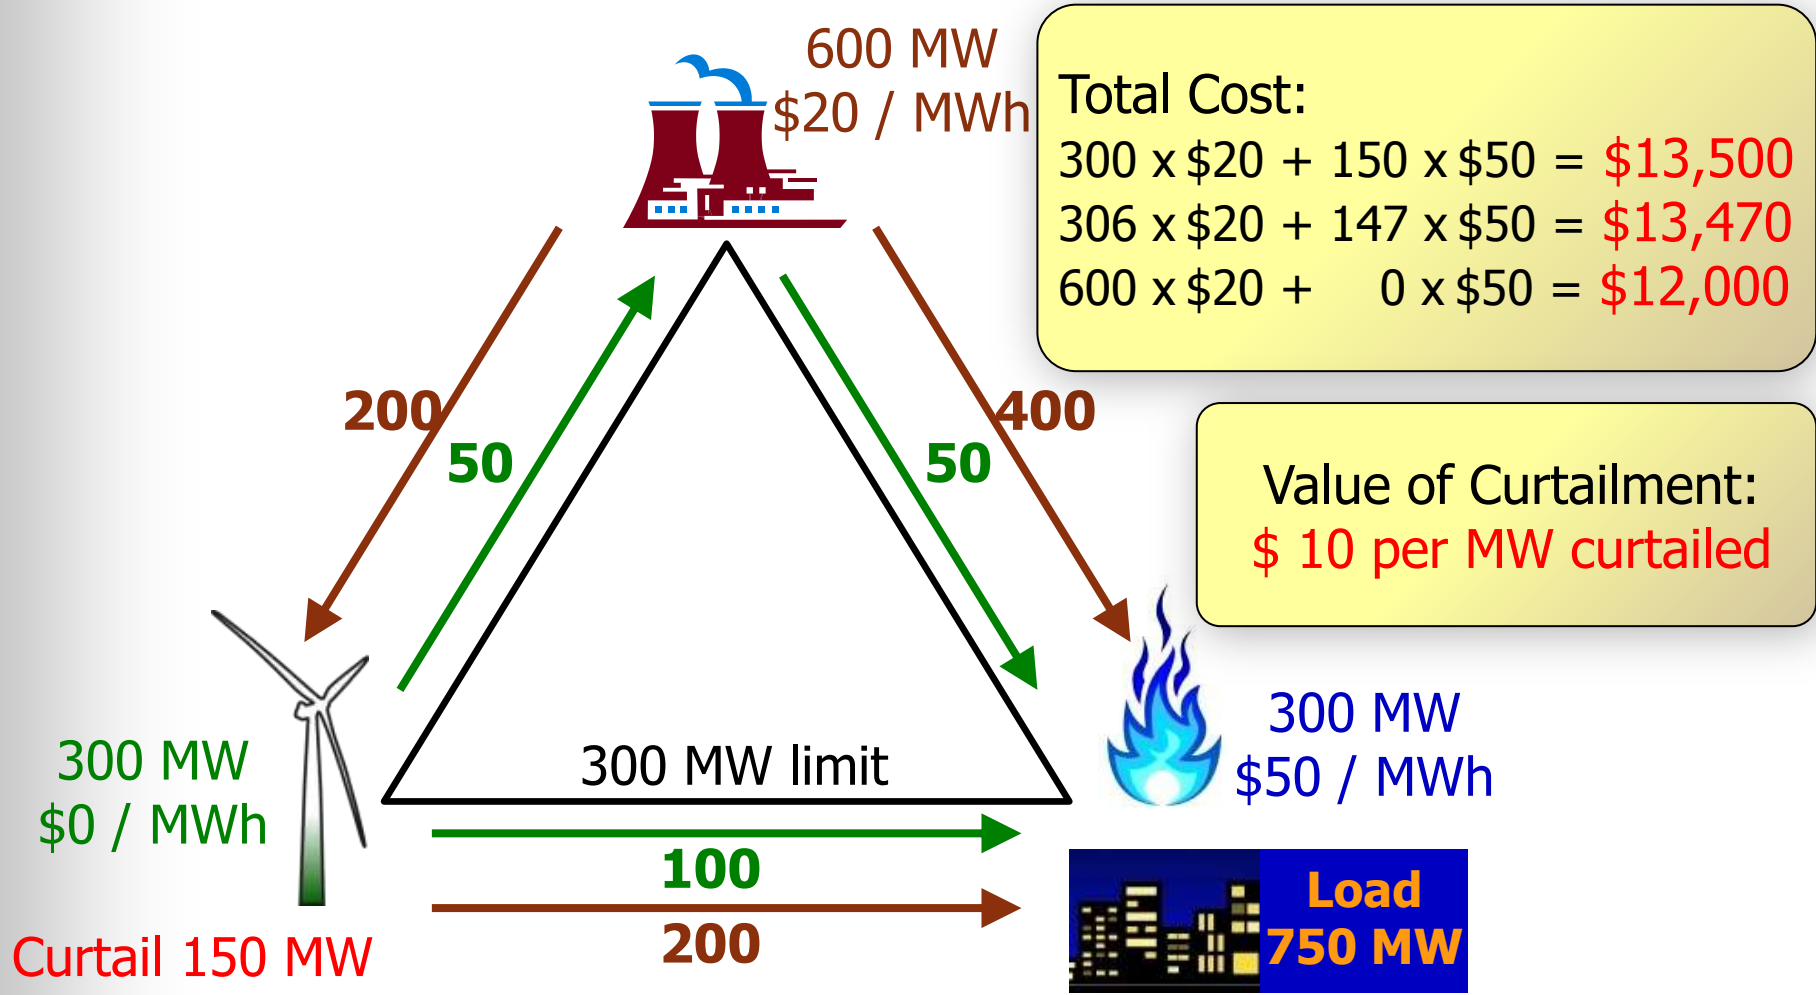 600 MW
$20 / MWh
Total Cost:
300 x $20 + 150 x $50 = $13,500
306 x $20 + 147 x $50 = $13,470
600 x $20 + 0 x $50 = $12,000
200
50
50
400
Value of Curtailment:
$ 10 per MW curtailed
300 MW
$0 / MWh
300 MW limit
300 MW
$50 / MWh
100
200
Load
750 MW
Curtail 150 MW